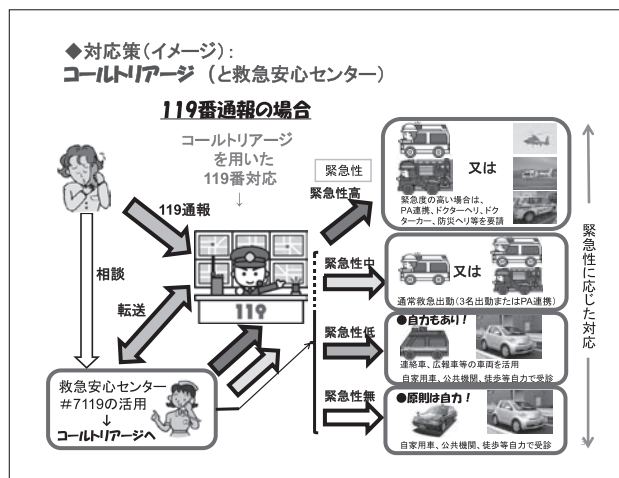 ◆対応策(イメージ):
コールトリアージ (と救急安心センター)
119番通報の場合
コールトリアージ
を用いた
119番対応
↓
緊急性
緊急性高
又は
緊急度の高い場合は、
PA連携、ドクターヘリ、ドク
ターカー、防災ヘリ等を要請
119通報
相談
転送
119
緊急性中
又は
通常救急出動(3名出動またはPA連携)
緊急性低
●自力もあり!
連絡車、広報車等の車両を活用
自家用車、公共機関、徒歩等自力で受診
緊急性無
●原則は自力!
自家用車、公共機関、徒歩等自力で受診
緊急性に応じた対応
救急安心センター
#7119の活用
↓
コールトリアージへ